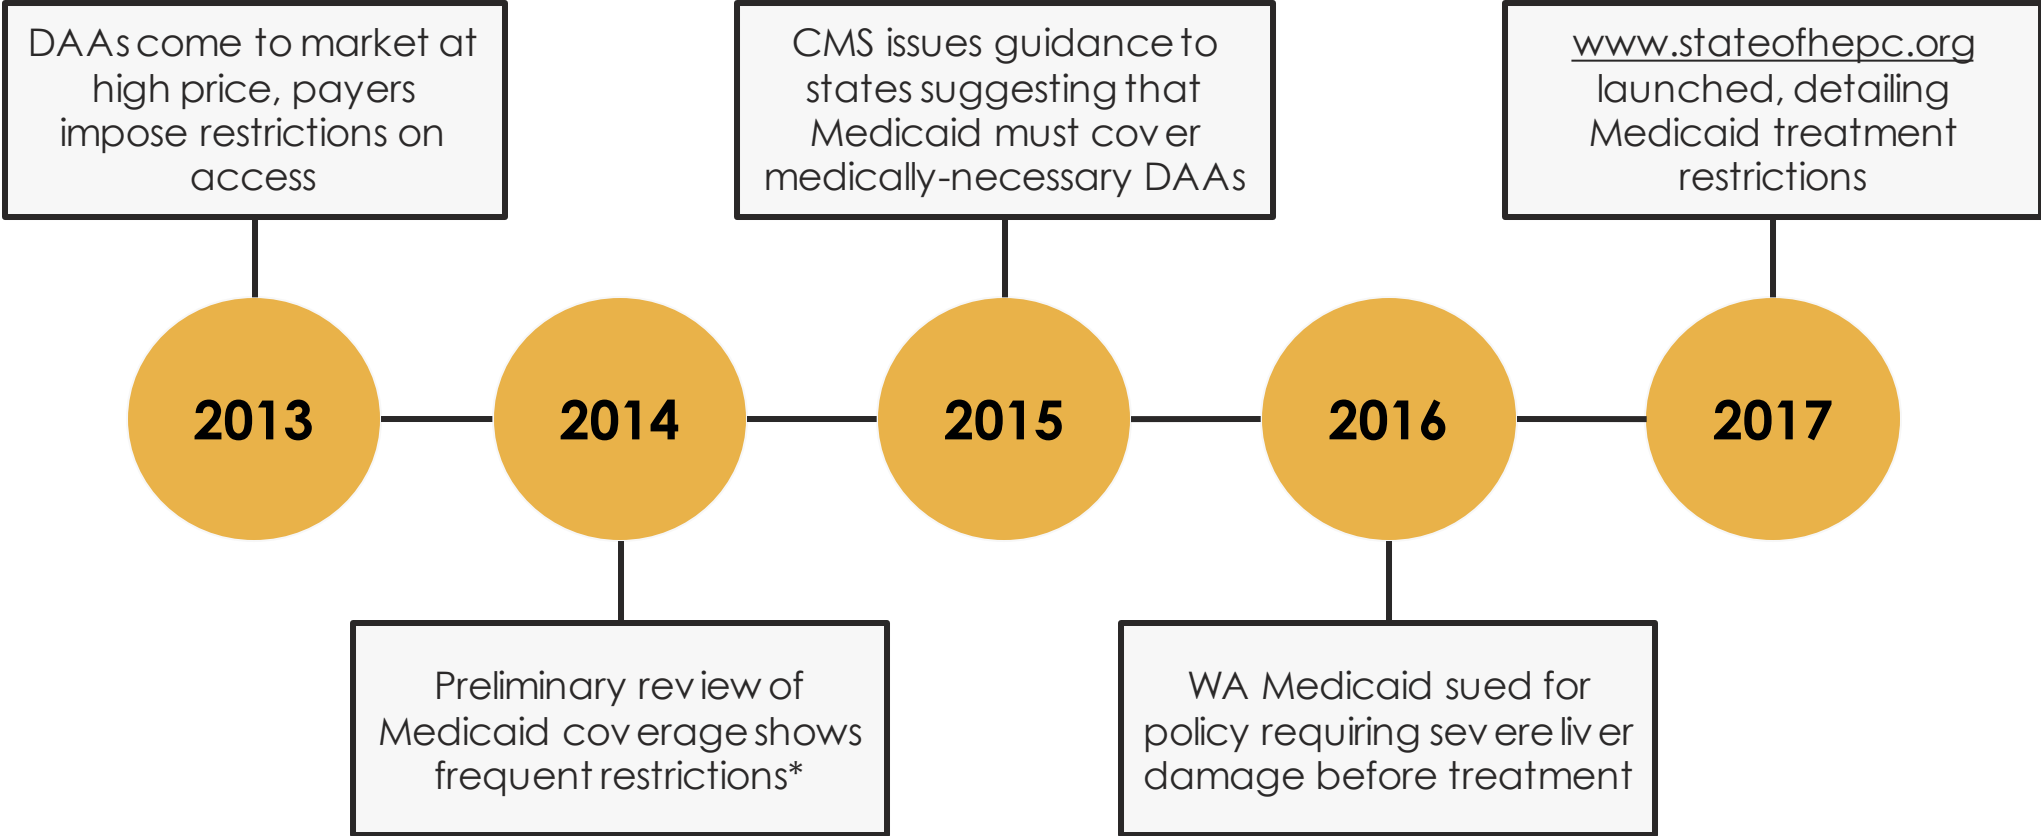 DAAs come to market at
high price, payers
impose restrictions on
access
CMS issues guidance to
states suggesting that
Medicaid must cover
medically-necessary DAAs
www.stateofhepc.org
launched, detailing
Medicaid treatment
restrictions
2013
2014
2015
2016
2017
Preliminary review of
Medicaid coverage shows
frequent restrictions*
WA Medicaid sued for
policy requiring severe liver
damage before treatment